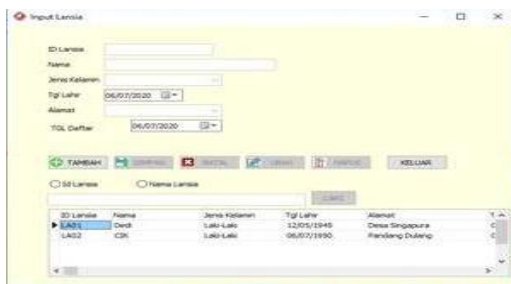 Input Lansia
ID Lansia
Nama
Jenis Kelamin
Tgl Lahir 06/07/2020
Alamat
TGL Daftar 06/07/2020
TAMBAH SIMPAN BATAL UBAH HAPUS KELUAR
Id Lansia Nama Lansia
CARI
ID Lansia Nama Jenis Kelamin Tgl Lahir Alamat
LA01 Dedi Laki-Laki 12/05/1945 Desa Singapura
LA02 CIK Laki-Laki 06/07/1950 Pandang Dulang